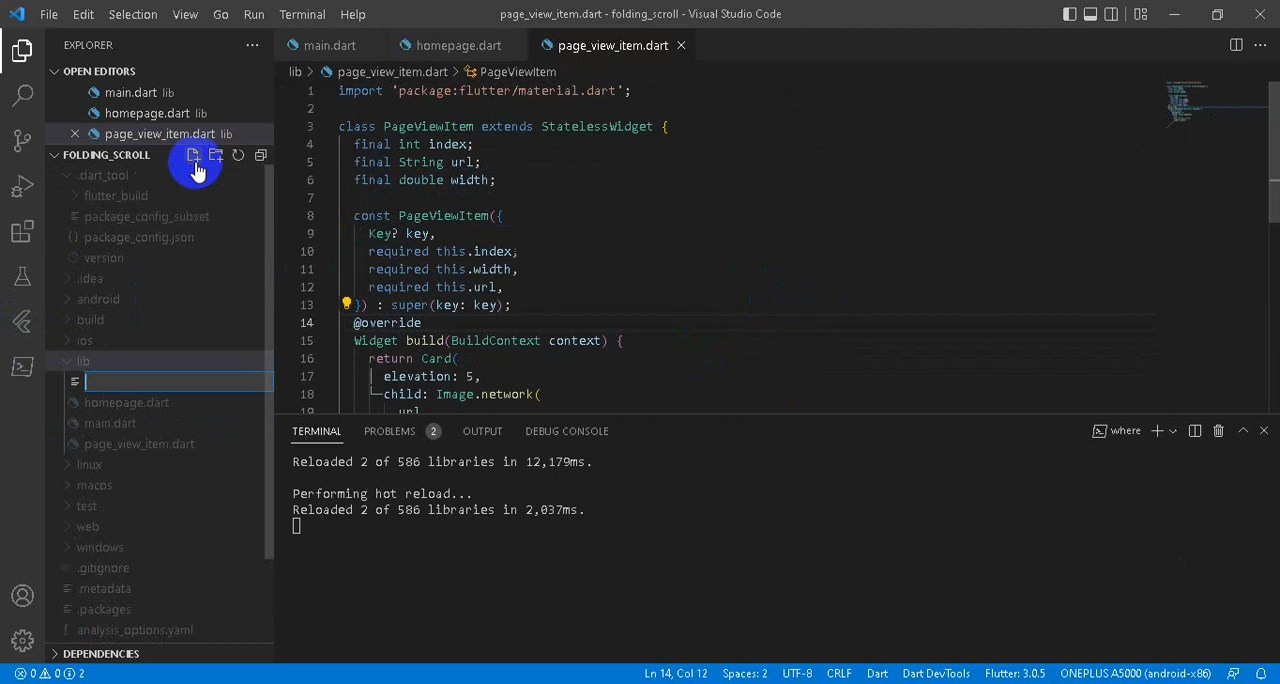 File Edit Selection View Go Run Terminal Help
page_view_item.dart - folding_scroll - Visual Studio Code
EXPLORER
OPEN EDITORS
main.dart lib
homepage.dart lib
page_view_item.dart lib
FOLDING_SCROLL
.dart_tool
flutter_build
package_config_subset
{} package_config.json
version
.idea
android
build
ios
lib
homepage.dart
main.dart
page_view_item.dart
linux
macos
test
web
windows
.gitignore
.metadata
.packages
analysis_options.yaml
DEPENDENCIES
main.dart homepage.dart page_view_item.dart
lib > page_view_item.dart > PageViewItem
1 import 'package:flutter/material.dart';
2
3 class PageViewItem extends StatelessWidget {
4 final int index;
5 final String url;
6 final double width;
7
8 const PageViewItem({
9 Key? key,
10 required this.index,
11 required this.width,
12 required this.url,
13 }) : super(key: key);
14 @override
15 Widget build(BuildContext context) {
16 return Card(
17 elevation: 5,
18 child: Image.network(
19 url
TERMINAL PROBLEMS 2 OUTPUT DEBUG CONSOLE
where
Reloaded 2 of 586 libraries in 12,179ms.
Performing hot reload...
Reloaded 2 of 586 libraries in 2,037ms.
0 0 2
Ln 14, Col 12 Spaces: 2 UTF-8 CRLF Dart Dart DevTools Flutter: 3.0.5 ONEPLUS A5000 (android-x86)